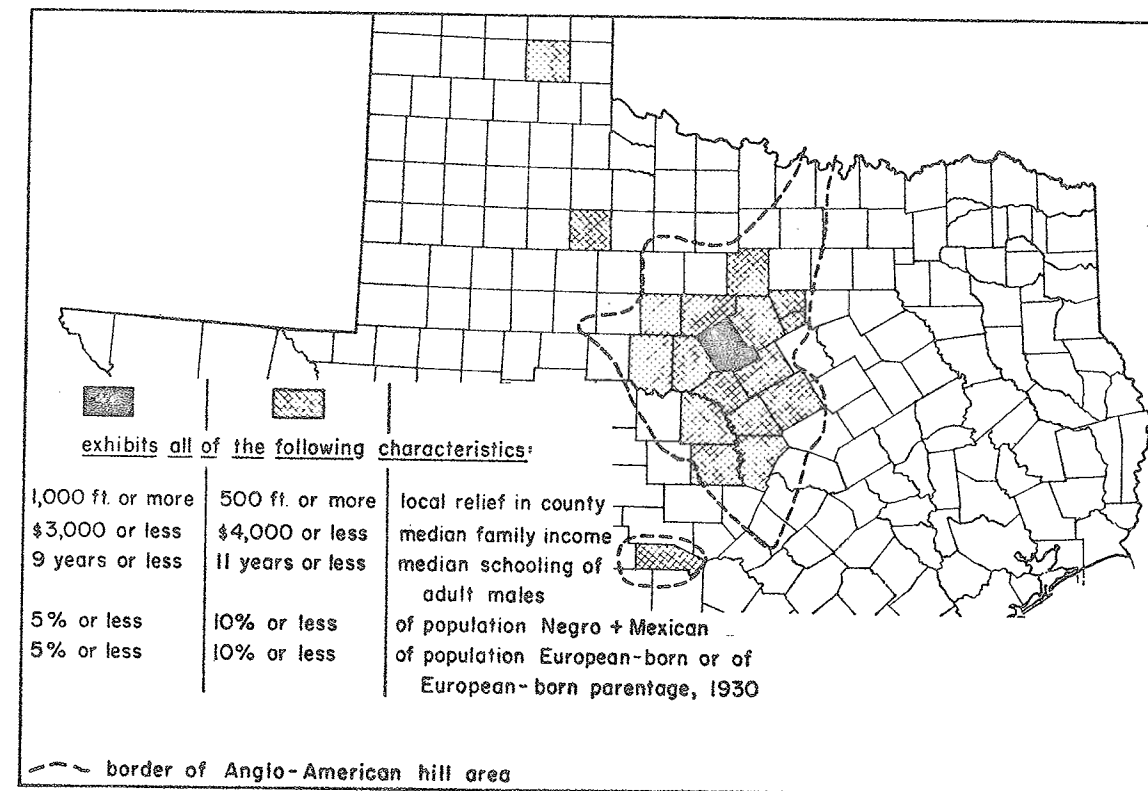 exhibits all of the following characteristics:
1,000 ft. or more 500 ft. or more local relief in county
$3,000 or less $4,000 or less median family income
9 years or less 11 years or less median schooling of
adult males
5% or less 10% or less of population Negro + Mexican
5% or less 10% or less of population European-born or of
European-born parentage, 1930
border of Anglo-American hill area